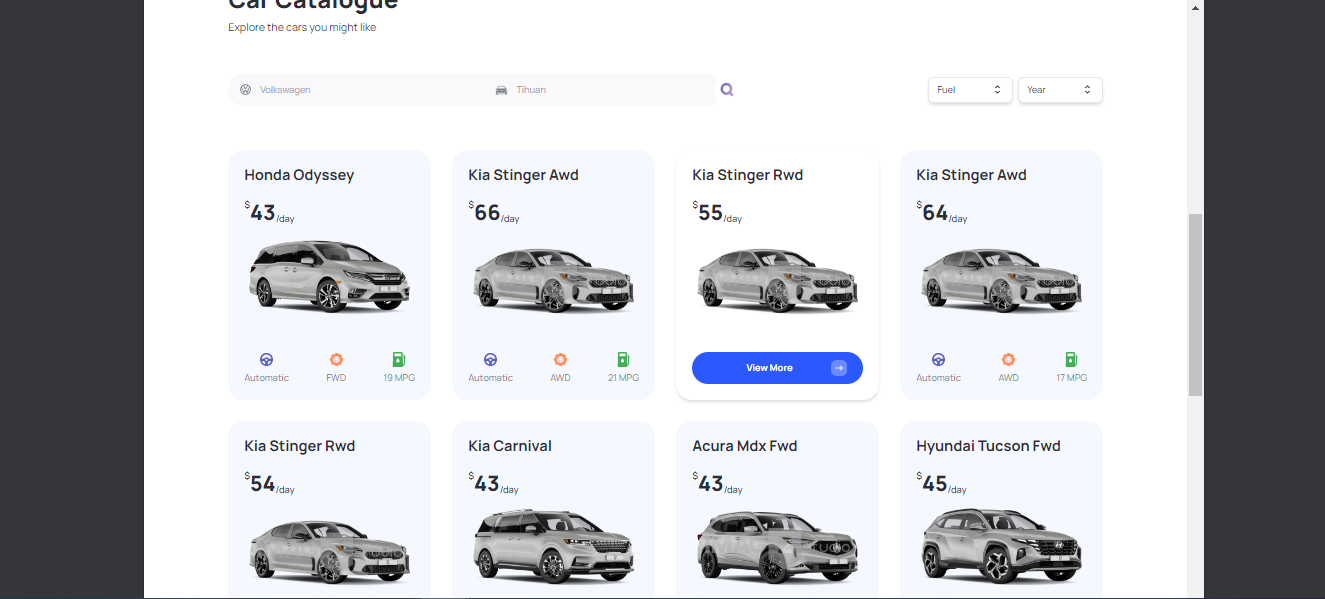 Car Catalogue
Explore the cars you might like
Volkswagen
Tihuan
Fuel
Year
Honda Odyssey
$43/day
Automatic
FWD
19 MPG
Kia Stinger Awd
$66/day
Automatic
AWD
21 MPG
Kia Stinger Rwd
$55/day
View More
Kia Stinger Awd
$64/day
Automatic
AWD
17 MPG
Kia Stinger Rwd
$54/day
Kia Carnival
$43/day
Acura Mdx Fwd
$43/day
Hyundai Tucson Fwd
$45/day